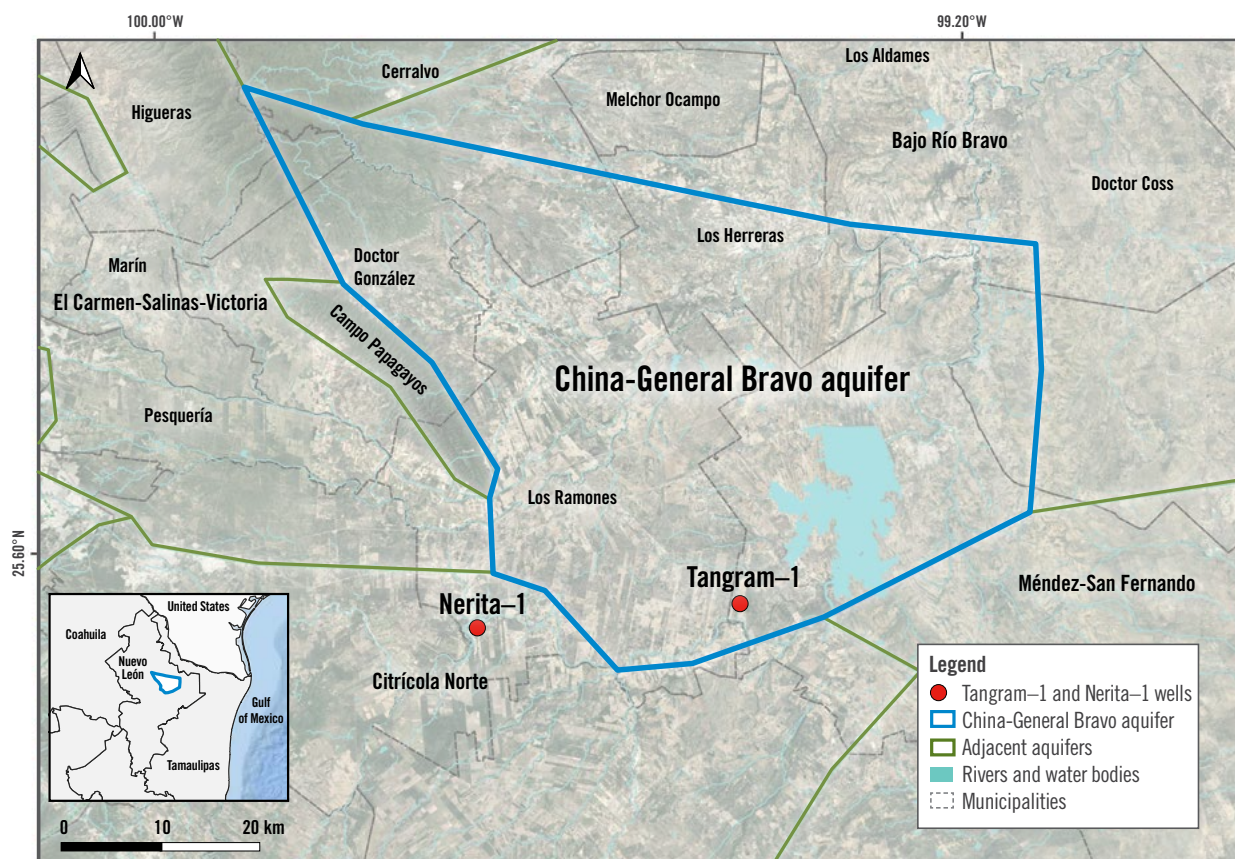 100.00°W
99.20°W
Los Aldames
Cerralvo
Melchor Ocampo
Higueras
Bajo Río Bravo
Doctor Coss
Los Herreras
Doctor
González
Marín
El Carmen-Salinas-Victoria
Campo Papagayos
China-General Bravo aquifer
Pesquería
Los Ramones
25.60°N
Tangram–1
Méndez-San Fernando
Nerita–1
Citrícola Norte
United States
Coahuila
Nuevo
León
Gulf
of Mexico
Tamaulipas
Legend
Tangram–1 and Nerita–1 wells
China-General Bravo aquifer
Adjacent aquifers
Rivers and water bodies
Municipalities
0 10 20 km